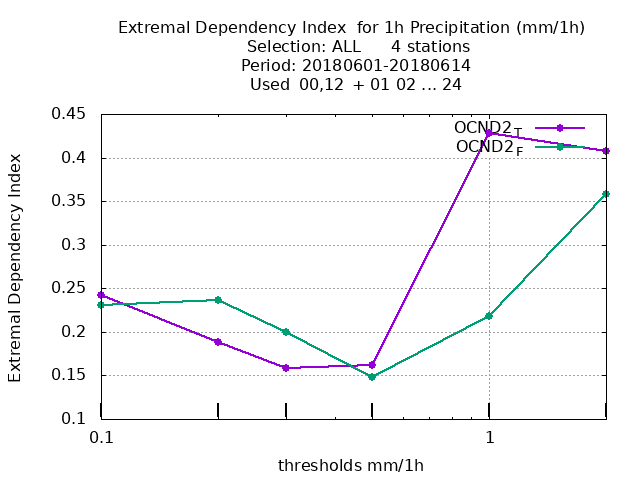 Extremal Dependency Index  for 1h Precipitation (mm/1h)
Selection: ALL      4 stations
Period: 20180601-20180614
Used  00,12  + 01 02 ... 24
0.45
OCND2T
OCND2F
0.4
0.35
0.3
0.25
0.2
0.15
0.1
Extremal Dependency Index
0.1
1
thresholds mm/1h